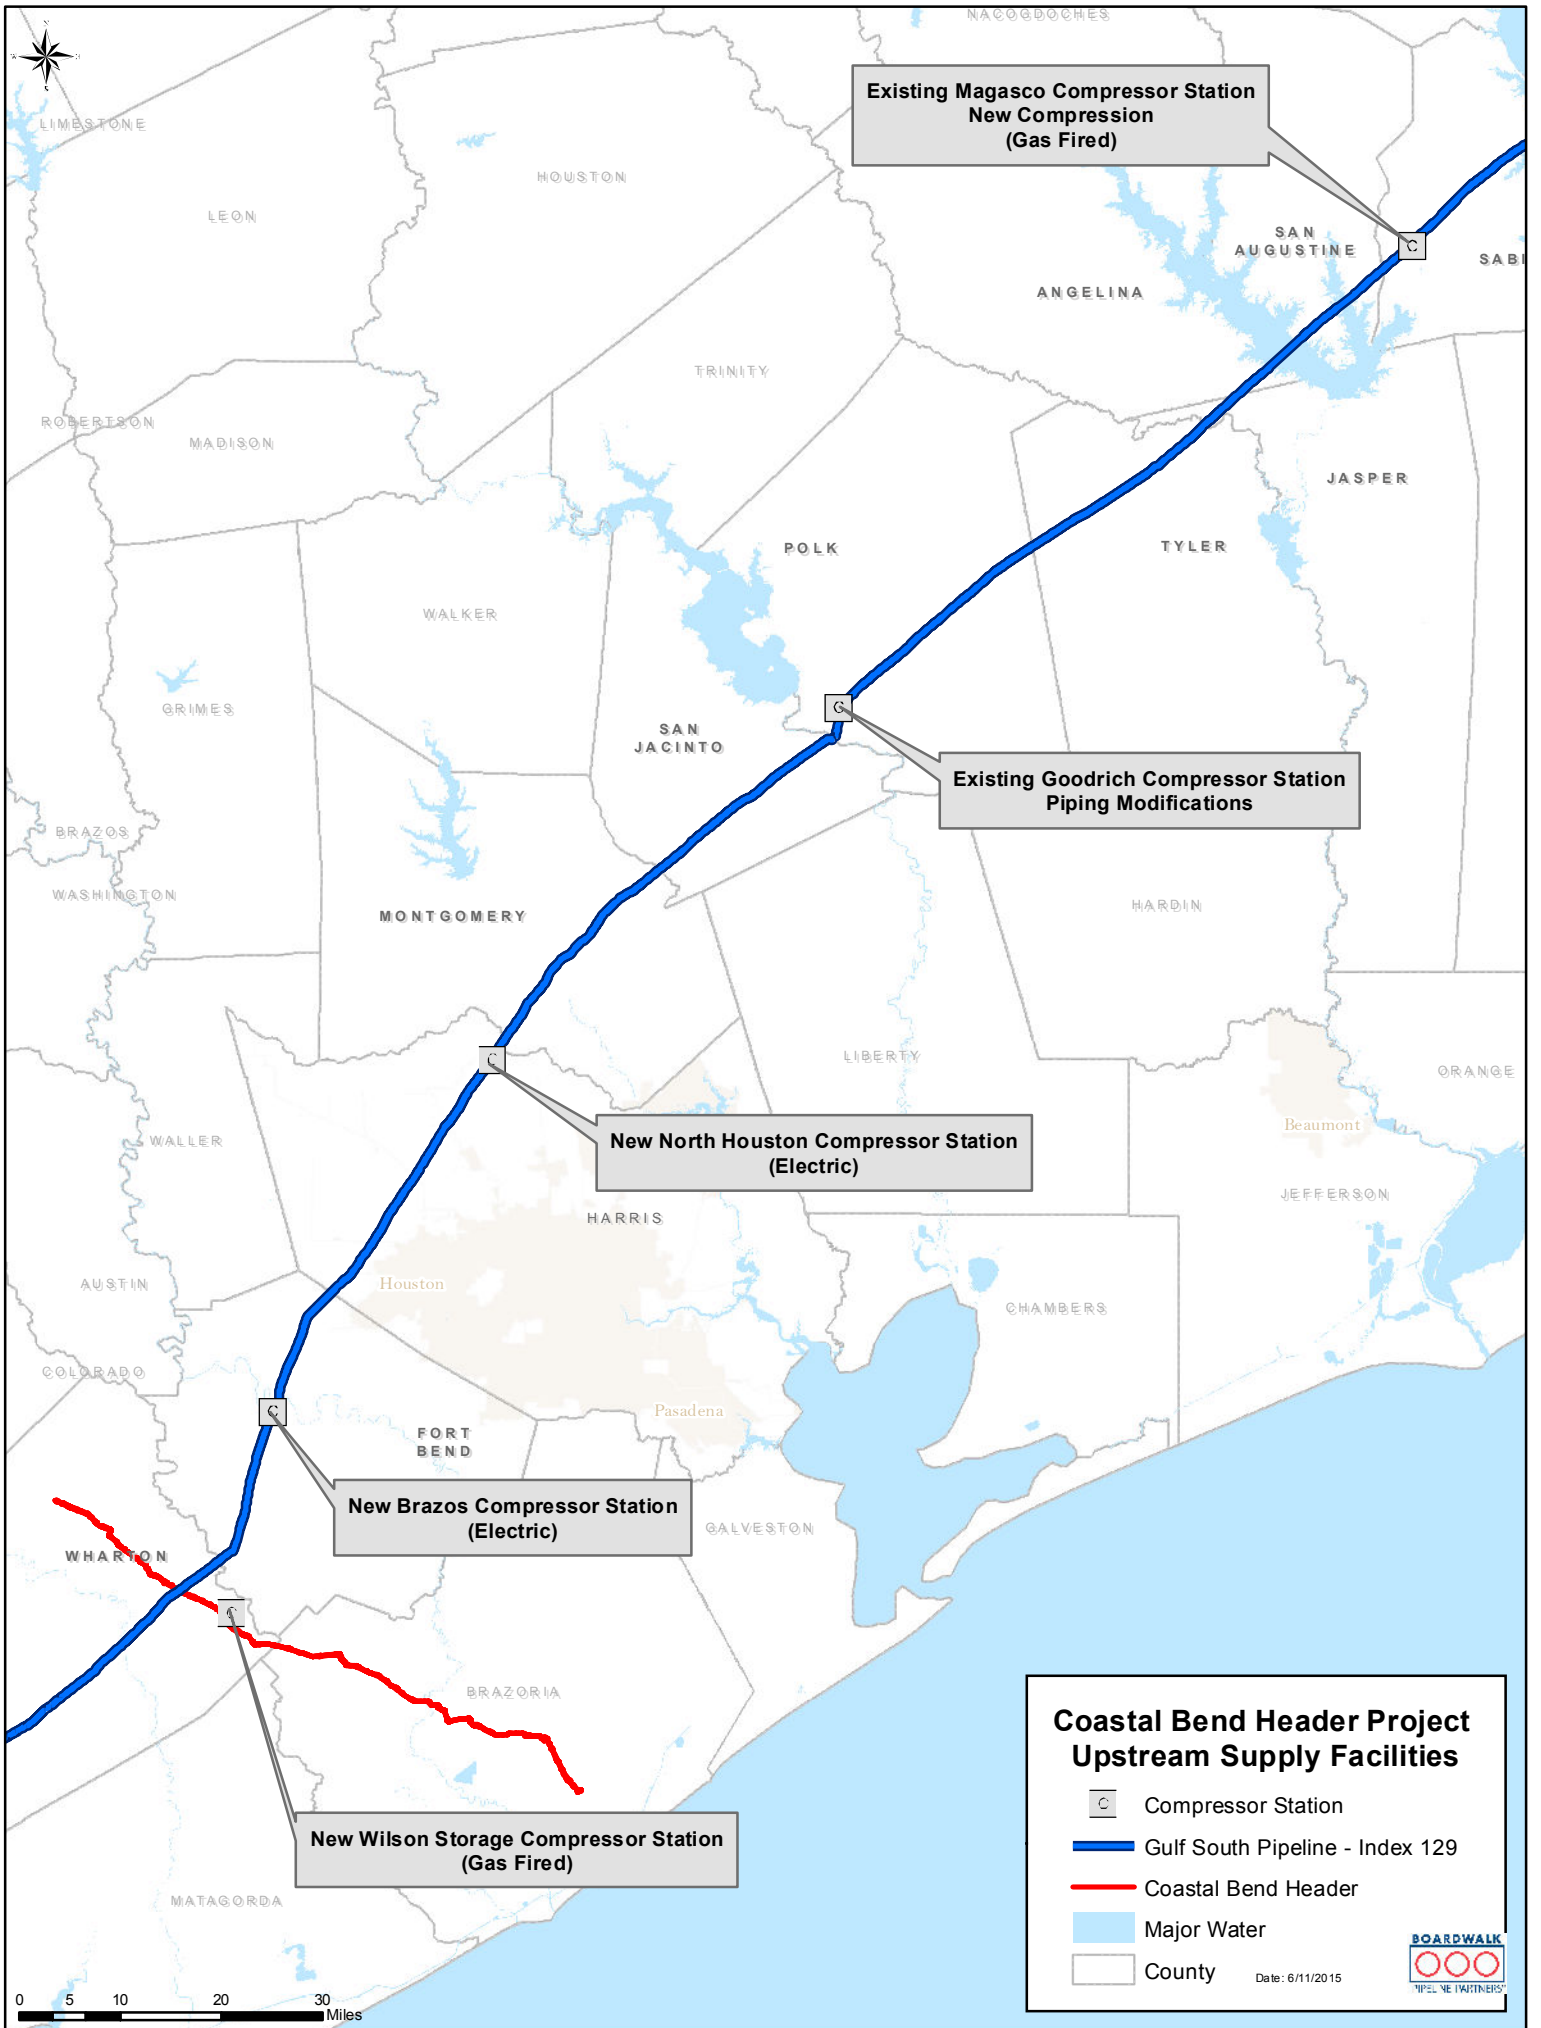 NACOGDOCHES
Existing Magasco Compressor Station
New Compression
(Gas Fired)
LIMESTONE
HOUSTON
LEON
SAN
AUGUSTINE
SABI
ANGELINA
C
TRINITY
ROBERTSON
MADISON
JASPER
POLK
TYLER
WALKER
GRIMES
C
SAN
JACINTO
Existing Goodrich Compressor Station
Piping Modifications
BRAZOS
WASHINGTON
MONTGOMERY
HARDIN
C
LIBERTY
ORANGE
Beaumont
WALLER
New North Houston Compressor Station
(Electric)
JEFFERSON
HARRIS
AUSTIN
Houston
CHAMBERS
COLORADO
C
Pasadena
FORT
BEND
New Brazos Compressor Station
(Electric)
GALVESTON
WHARTON
C
BRAZORIA
New Wilson Storage Compressor Station
(Gas Fired)
MATAGORDA
Coastal Bend Header Project
Upstream Supply Facilities
C Compressor Station
Gulf South Pipeline - Index 129
Coastal Bend Header
Major Water
County
Date: 6/11/2015
BOARDWALK
0 5 10 20 30
Miles